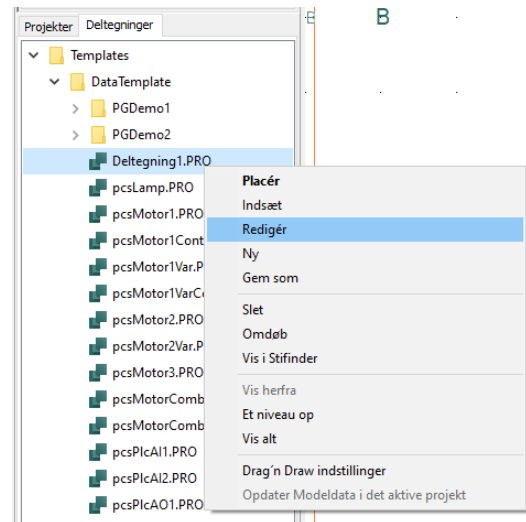 Projekter Deltegninger
B B
Templates
DataTemplate
PGDemo1
PGDemo2
Deltegning1.PRO
pcsLamp.PRO
pcsMotor1.PRO
pcsMotor1Cont
pcsMotor1Var.P
pcsMotor1VarCo
pcsMotor2.PRO
pcsMotor2Var.P
pcsMotor3.PRO
pcsMotorComb
pcsMotorComb
pcsPlcAI1.PRO
pcsPlcAI2.PRO
pcsPlcAO1.PRO
Placér
Indsæt
Redigér
Ny
Gem som
Slet
Omdøb
Vis i Stifinder
Vis herfra
Et niveau op
Vis alt
Drag´n Draw indstillinger
Opdater Modeldata i det aktive projekt